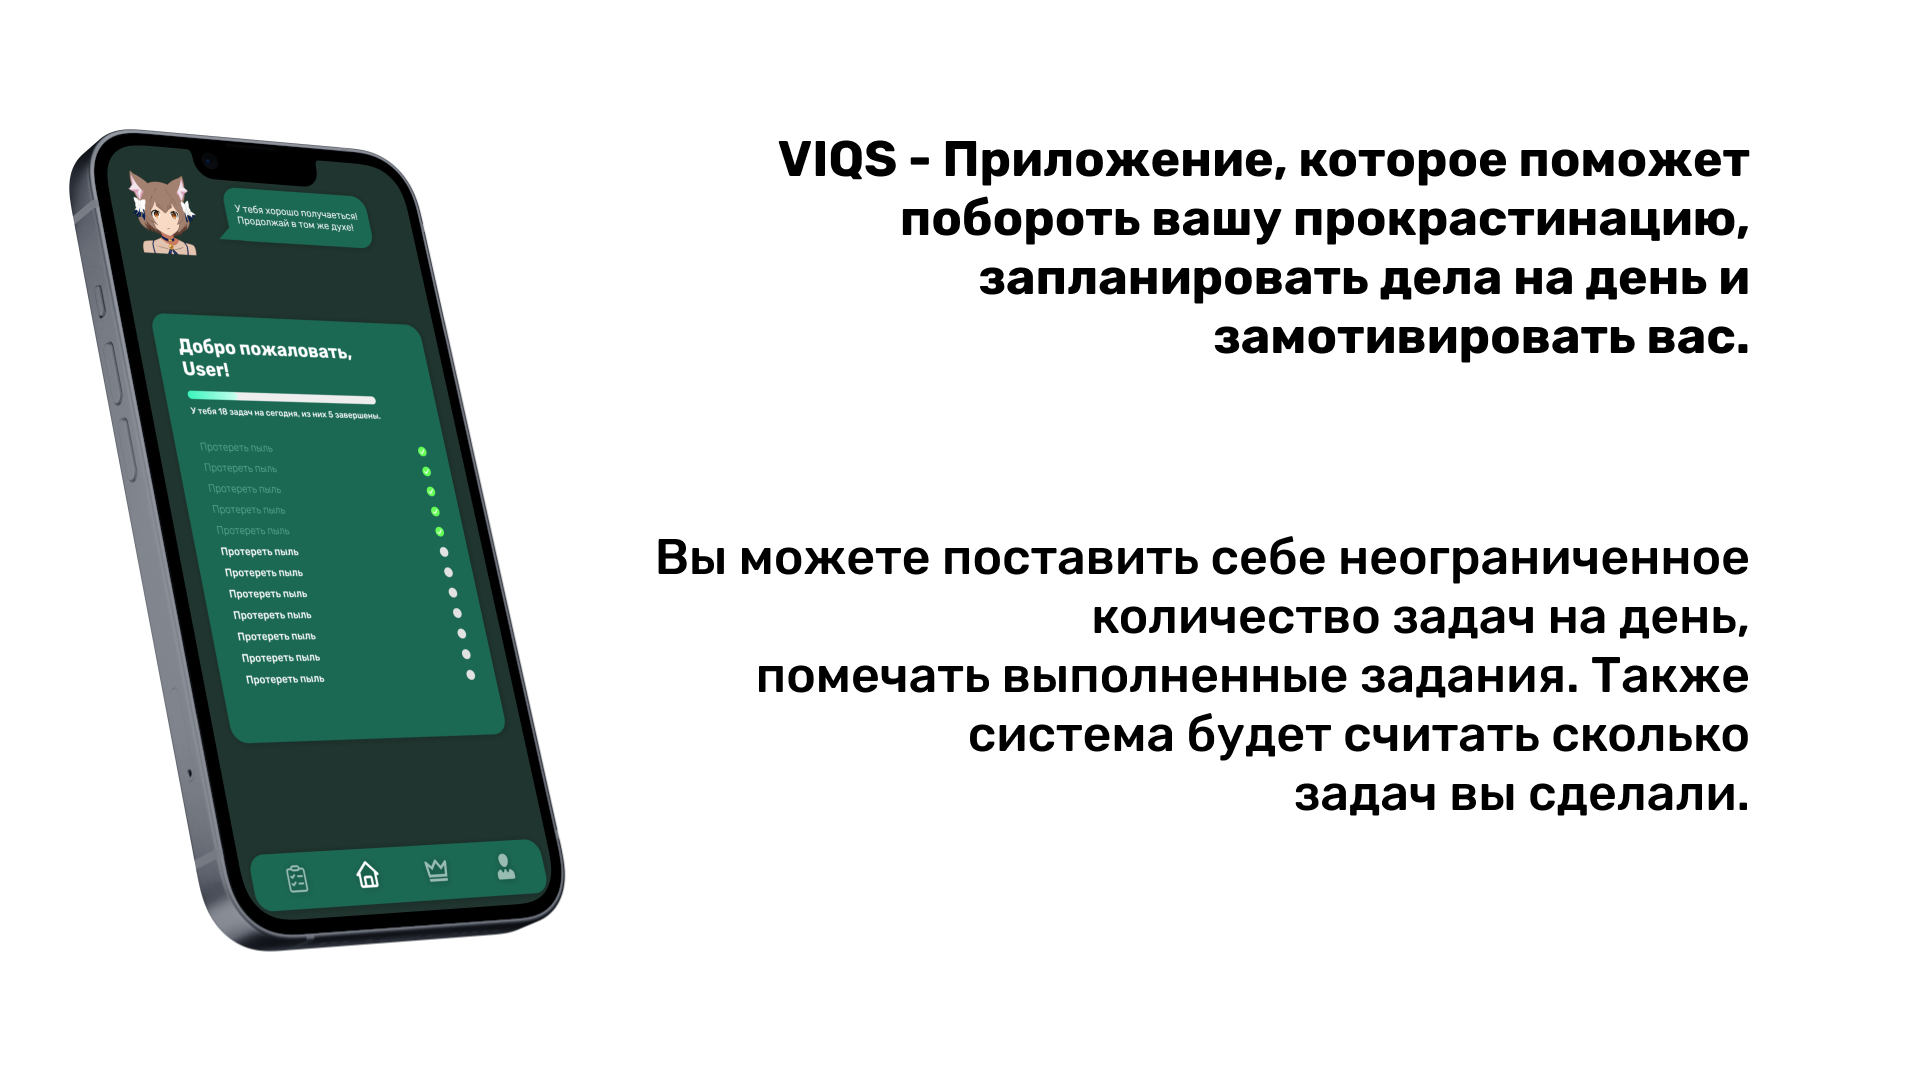 У тебя хорошо получаеться!
Продолжай в том же духе!
Добро пожаловать,
User!
У тебя 18 задач на сегодня, из них 5 завершены.
Протереть пыль
Протереть пыль
Протереть пыль
Протереть пыль
Протереть пыль
Протереть пыль
Протереть пыль
Протереть пыль
Протереть пыль
Протереть пыль
Протереть пыль
Протереть пыль
VIQS - Приложение, которое поможет
побороть вашу прокрастинацию,
запланировать дела на день и
замотивировать вас.
Вы можете поставить себе неограниченное
количество задач на день,
помечать выполненные задания. Также
система будет считать сколько
задач вы сделали.